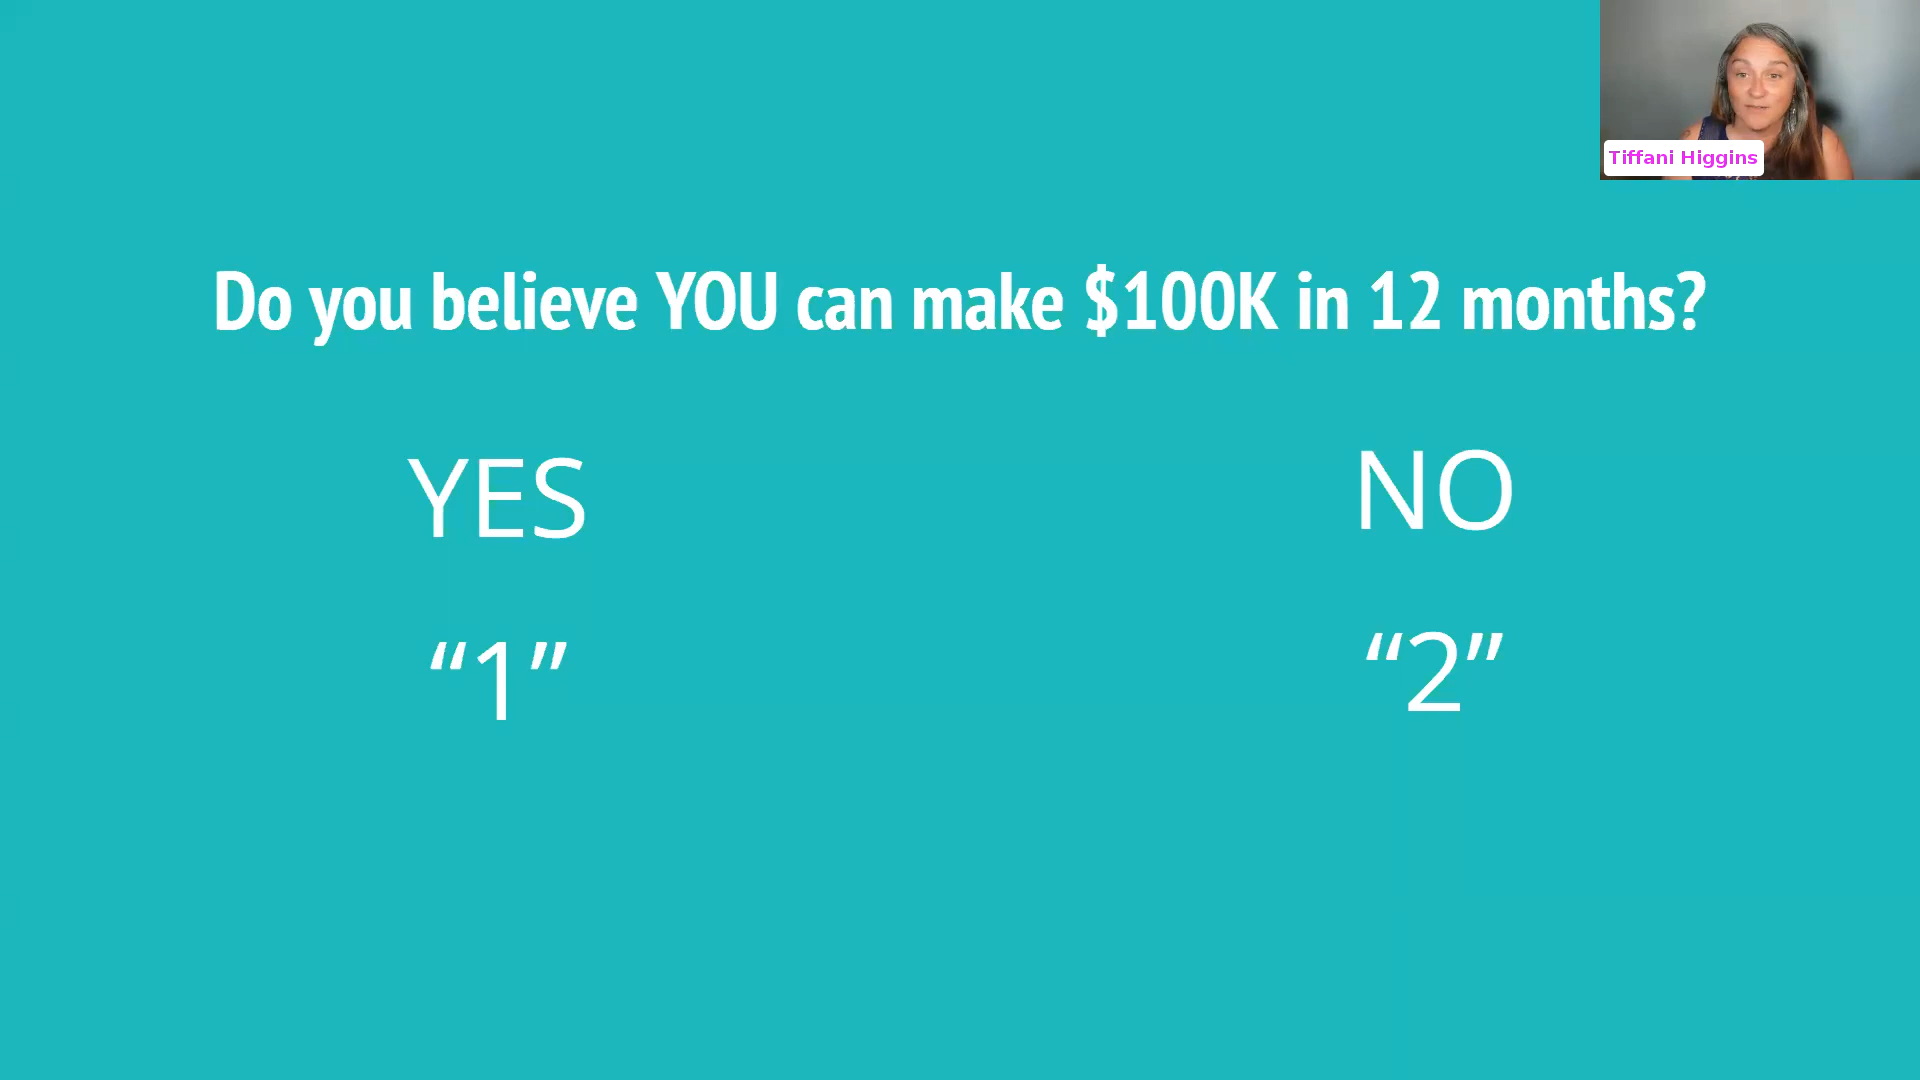 Tiffani Higgins
Do you believe YOU can make $100K in 12 months?
YES
NO
“1”
“2”